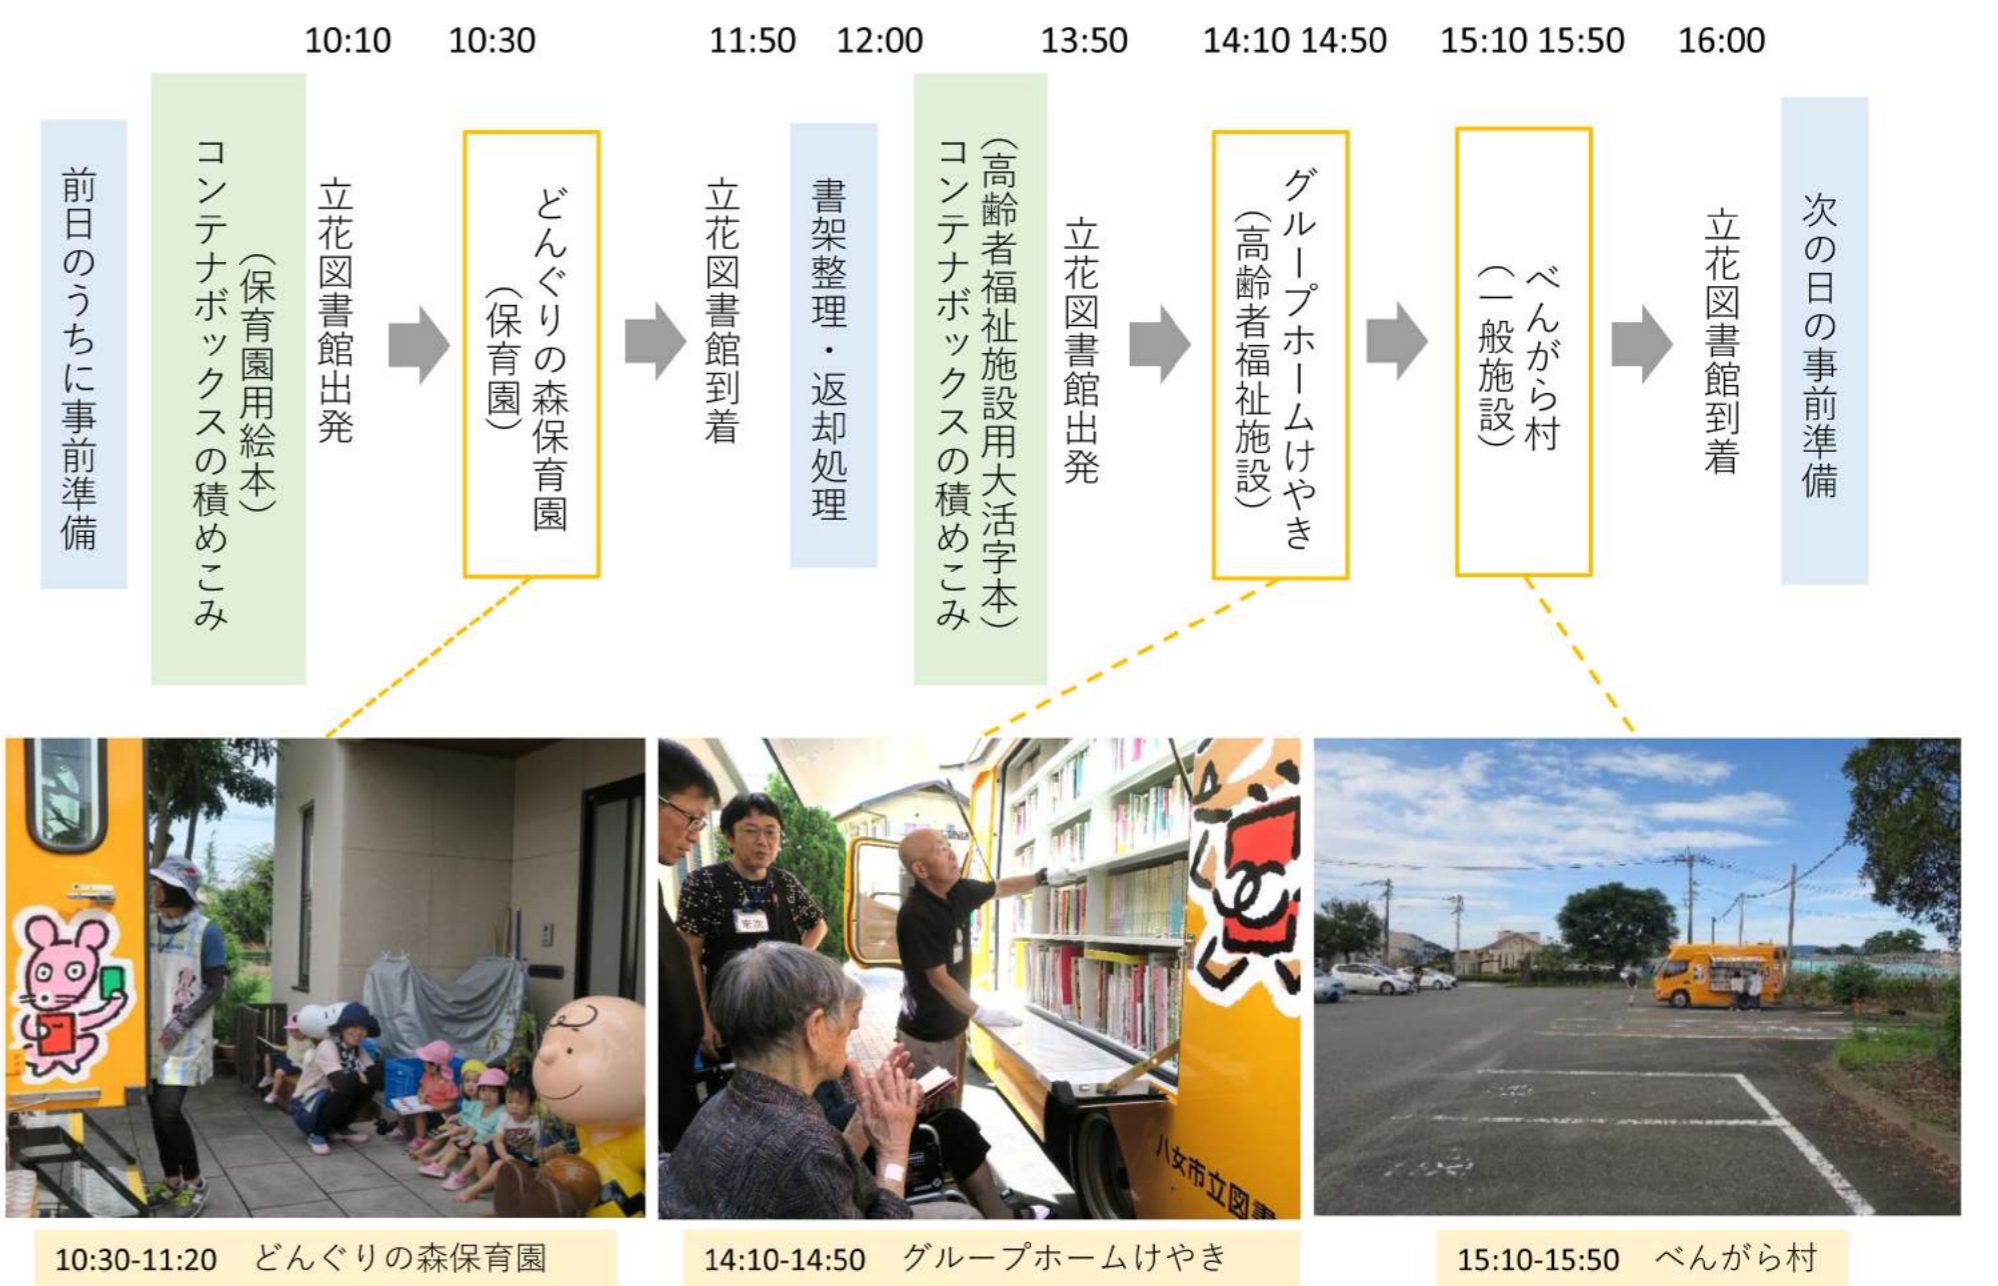 10:10 10:30 11:50 12:00 13:50 14:10 14:50 15:10 15:50 16:00
前日のうちに事前準備
コンテナボックスの積めこみ
（保育園用絵本）
立花図書館出発
どんぐりの森保育園
（保育園）
立花図書館到着
書架整理・返却処理
コンテナボックスの積めこみ
（高齢者福祉施設用大活字本）
立花図書館出発
グループホームけやき
（高齢者福祉施設）
べんがら村
（一般施設）
立花図書館到着
次の日の事前準備
八女市立図書
10:30-11:20 どんぐりの森保育園
14:10-14:50 グループホームけやき
15:10-15:50 べんがら村